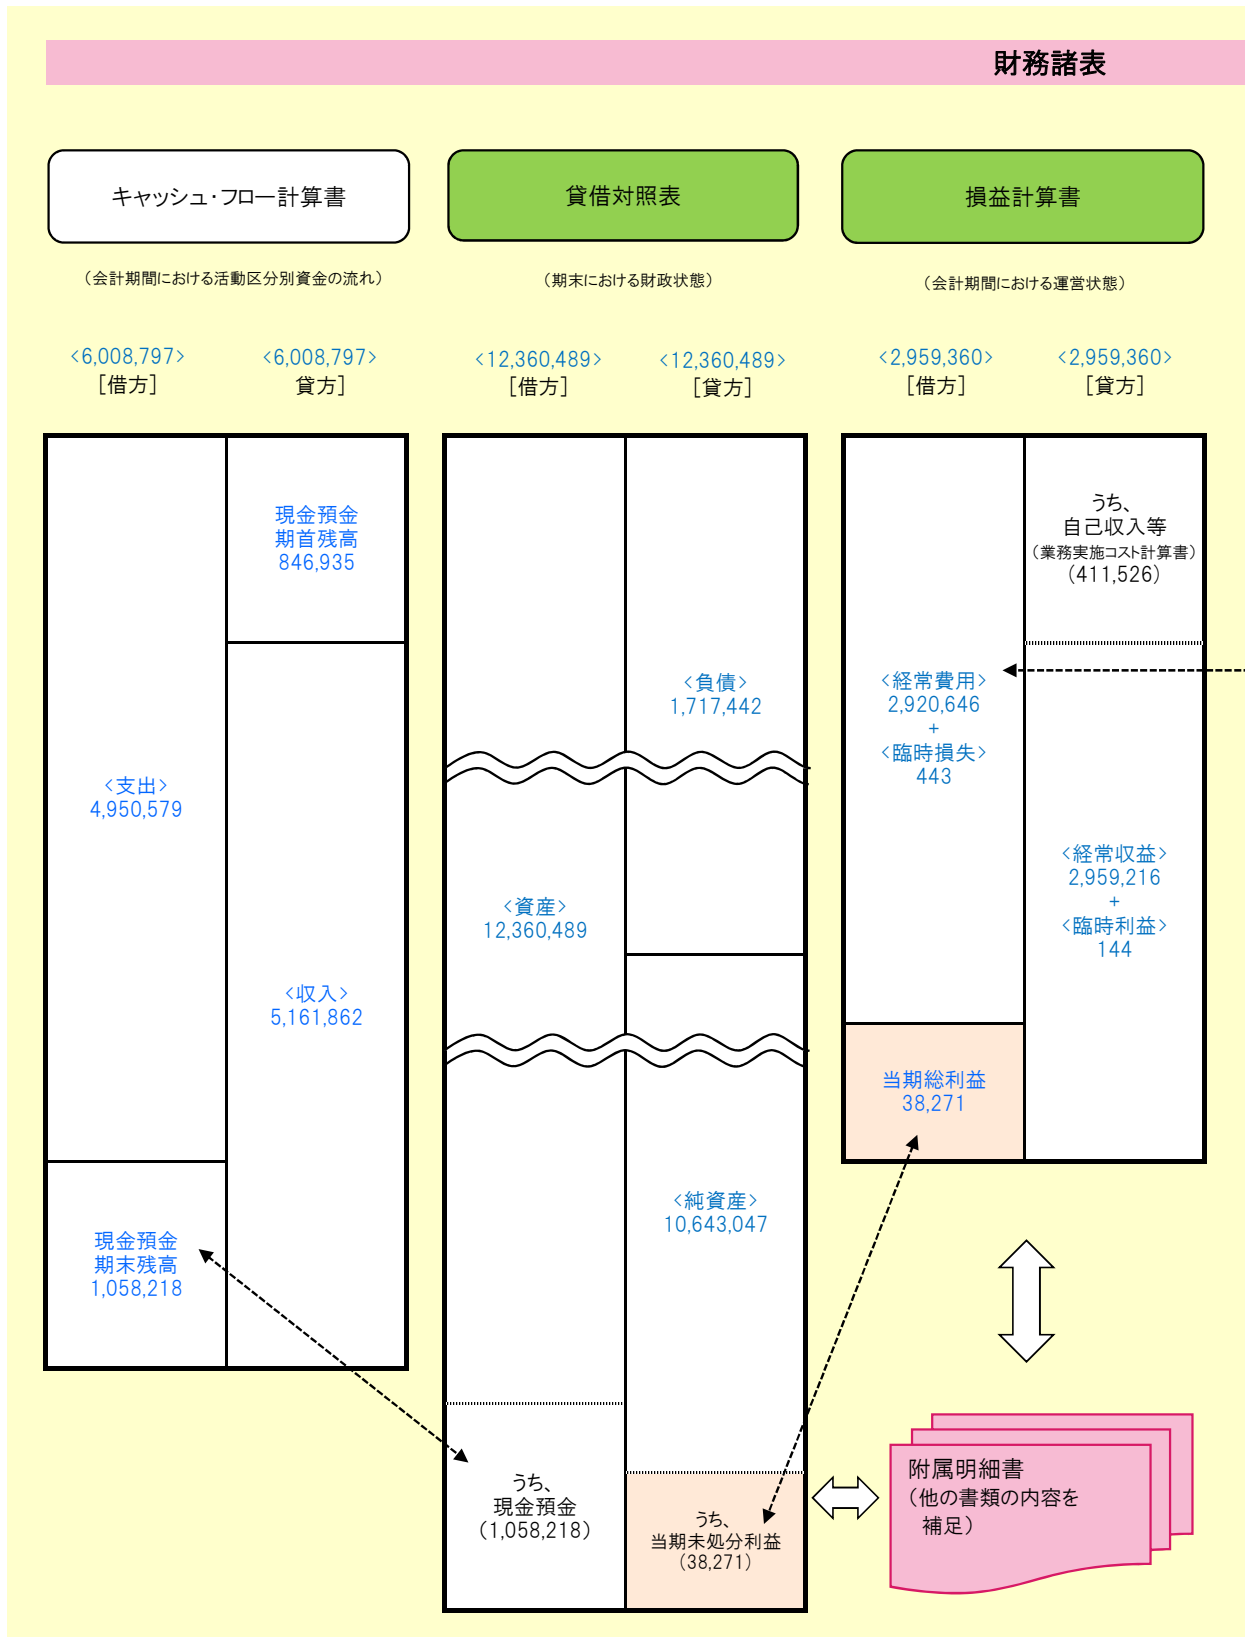 財務諸表
キャッシュ・フロー計算書
（会計期間における活動区分別資金の流れ）
<6,008,797>
[借方]
<6,008,797>
貸方]
現金預金
期首残高
846,935
<支出>
4,950,579
<収入>
5,161,862
現金預金
期末残高
1,058,218
貸借対照表
（期末における財政状態）
<12,360,489>
[借方]
<12,360,489>
[貸方]
<負債>
1,717,442
<資産>
12,360,489
<純資産>
10,643,047
うち、
現金預金
（1,058,218）
うち、
当期未処分利益
（38,271）
損益計算書
（会計期間における運営状態）
<2,959,360>
[借方]
<2,959,360>
[貸方]
うち、
自己収入等
（業務実施コスト計算書）
（411,526）
<経常費用>
2,920,646
+
<臨時損失>
443
<経常収益>
2,959,216
+
<臨時利益>
144
当期総利益
38,271
附属明細書
（他の書類の内容を
補足）